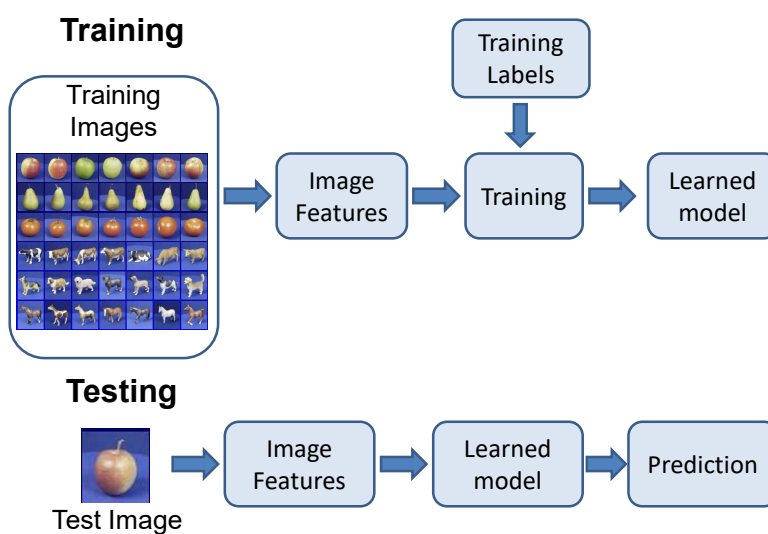 Training
Training
Images
Training
Labels
Image
Features
Training
Learned
model
Testing
Test Image
Image
Features
Learned
model
Prediction